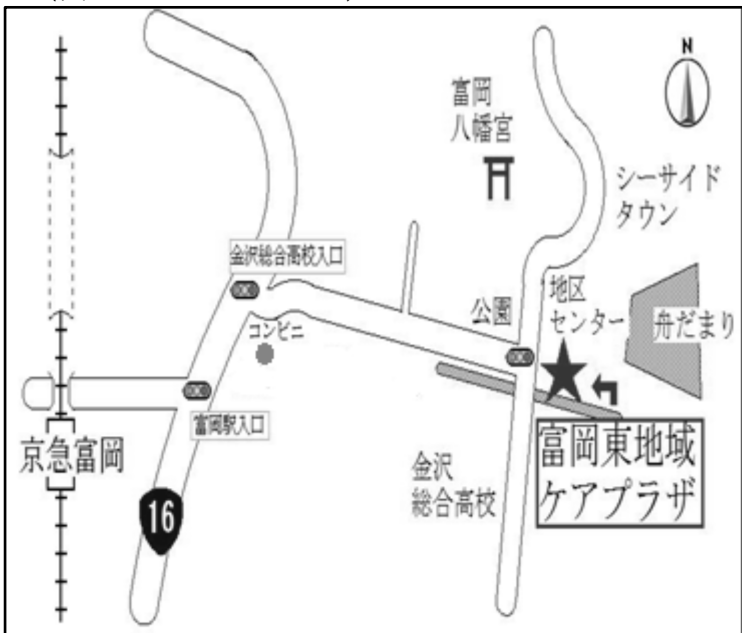 N
富岡
八幡宮
シーサイド
タウン
金沢総合高校入口
コンビニ
公園
地区
センター
舟だまり
富岡駅入口
京急富岡
16
金沢
総合高校
富岡東地域
ケアプラザ